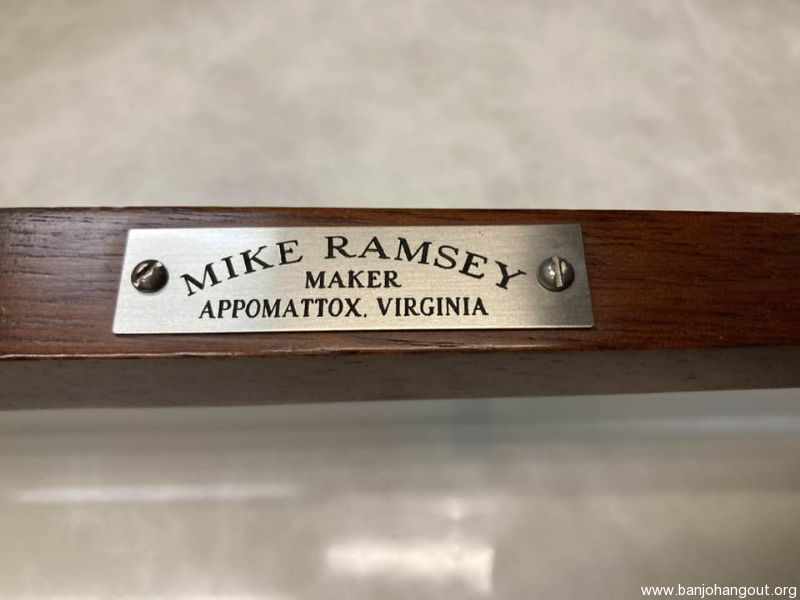 MIKE RAMSEY
MAKER
APPOMATTOX, VIRGINIA
www.banjohangout.org